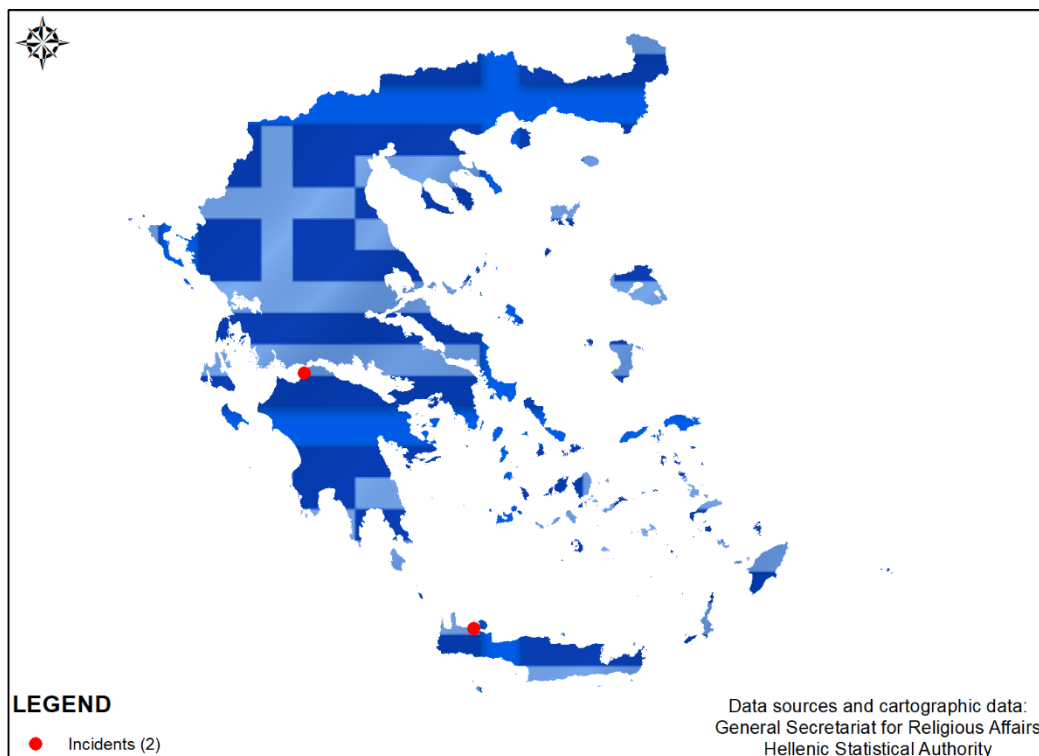 LEGEND
Incidents (2)
Data sources and cartographic data:
General Secretariat for Religious Affairs
Hellenic Statistical Authority